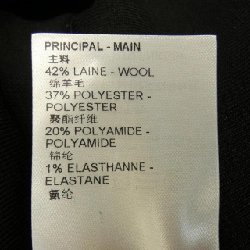 PRINCIPAL - MAIN
主料
42% LAINE - WOOL
绵羊毛
37% POLYESTER -
POLYESTER
聚酯纤维
20% POLYAMIDE -
POLYAMIDE
锦纶
1% ELASTHANNE -
ELASTANE
氨纶